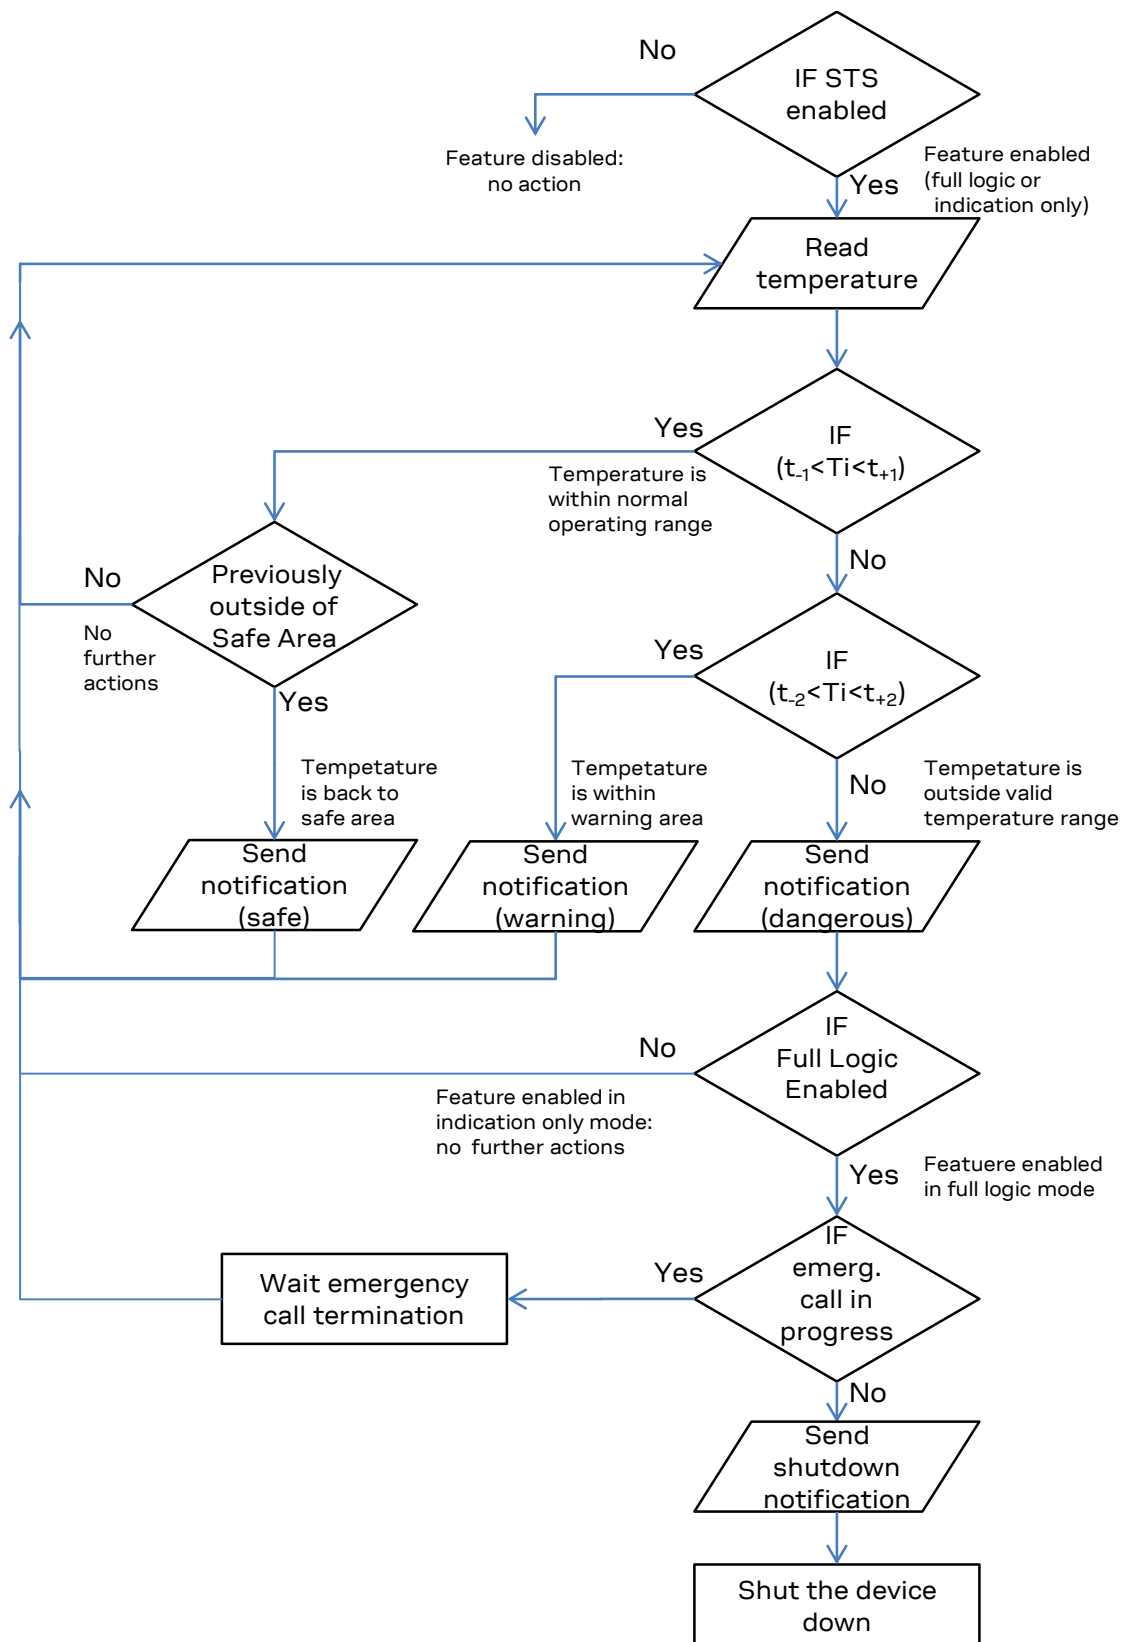 No
IF STS
enabled
Feature disabled:
no action
Yes
Feature enabled
(full logic or
indication only)
Read
temperature
Yes
IF
(t-1<Ti<t+1)
Temperature is
within normal
operating range
No
No
Previously
outside of
Safe Area
No
further
actions
Yes
Yes
IF
(t-2<Ti<t+2)
Tempetature
is back to
safe area
Tempetature
is within
warning area
No
Tempetature is
outside valid
temperature range
Send
notification
(safe)
Send
notification
(warning)
Send
notification
(dangerous)
No
IF
Full Logic
Enabled
Feature enabled in
indication only mode:
no further actions
Yes
Featuere enabled
in full logic mode
Wait emergency
call termination
Yes
IF
emerg.
call in
progress
No
Send
shutdown
notification
Shut the device
down